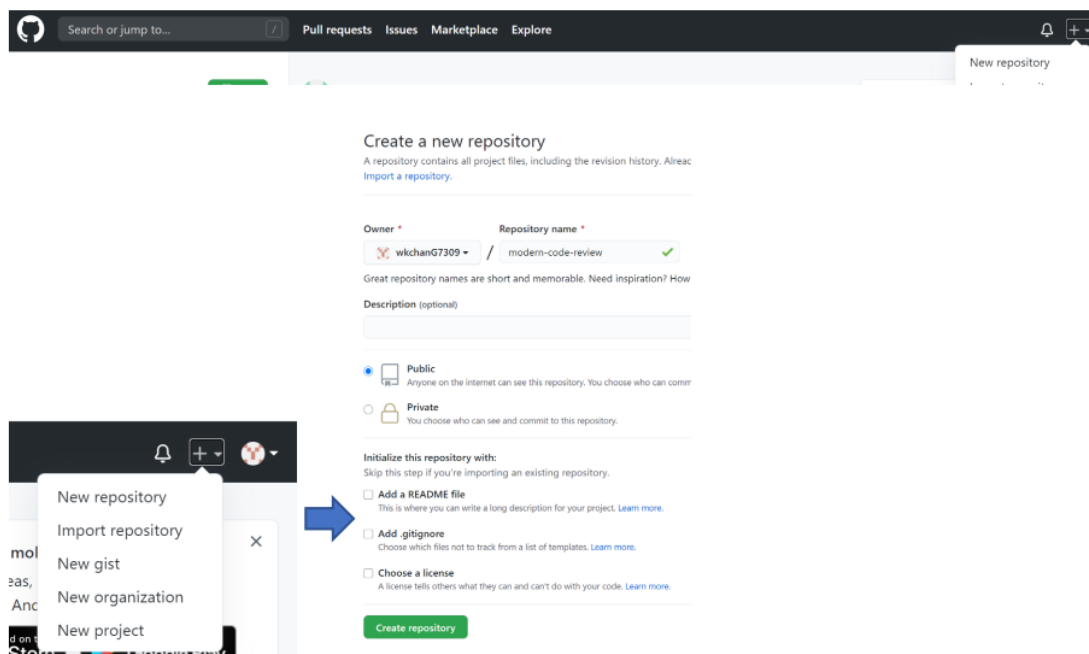 Search or jump to... / Pull requests Issues Marketplace Explore
New repository
Create a new repository
A repository contains all project files, including the revision history. Alreac
Import a repository.
Owner * Repository name *
wkchanG7309 / modern-code-review
Great repository names are short and memorable. Need inspiration? How
Description (optional)
Public
Anyone on the internet can see this repository. You choose who can comm
Private
You choose who can see and commit to this repository.
Initialize this repository with:
Skip this step if you're importing an existing repository.
Add a README file
This is where you can write a long description for your project. Learn more.
Add .gitignore
Choose which files not to track from a list of templates. Learn more.
Choose a license
A license tells others what they can and can't do with your code. Learn more.
Create repository
New repository
Import repository
New gist
New organization
New project
mol
eas,
And
d on t